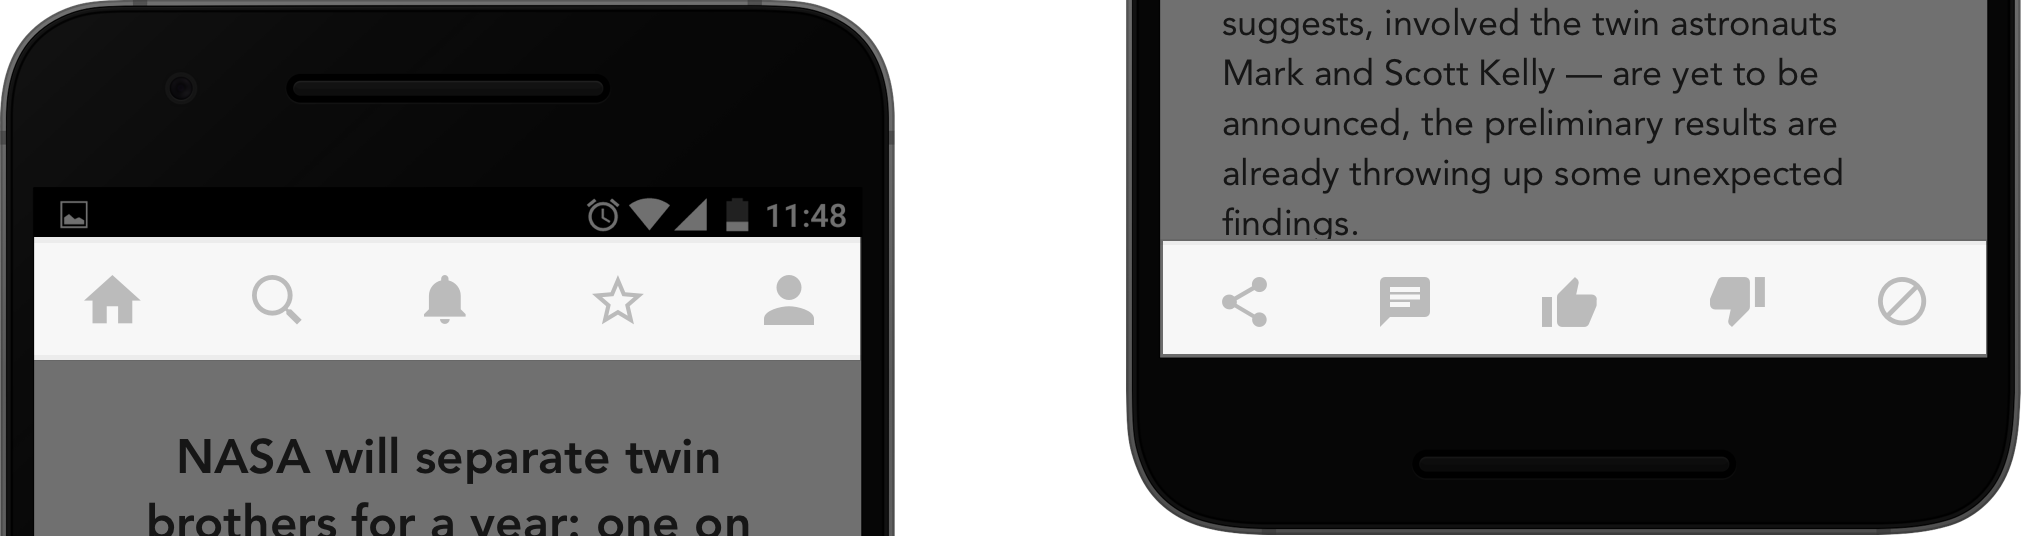 11:48
NASA will separate twin
brothers for a year: one on
suggests, involved the twin astronauts
Mark and Scott Kelly — are yet to be
announced, the preliminary results are
already throwing up some unexpected
findings.